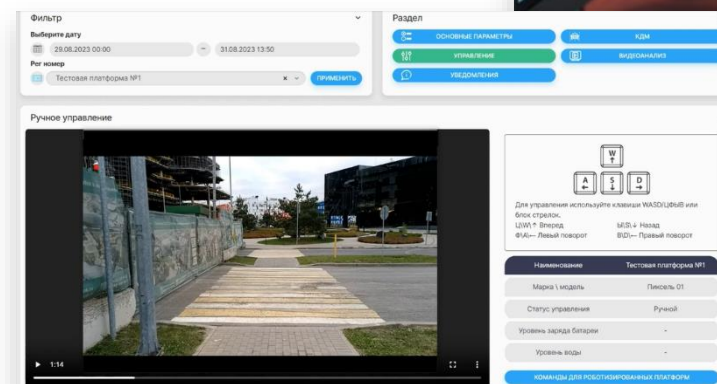 Фильтр
Выберите дату
29.08.2023 00:00 ~ 31.08.2023 13:50
Рег номер
Тестовая платформа №1
ПРИМЕНИТЬ
Раздел
ОСНОВНЫЕ ПАРАМЕТРЫ
КДМ
УПРАВЛЕНИЕ
ВИДЕОАНАЛИЗ
УВЕДОМЛЕНИЯ
Ручное управление
1:14
W
↑
A S D
← ↓ →
Для управления используйте клавиши WASD/ЦФЫВ или
блок стрелок.
Ц\W\↑ Вперед Ы\S\↓ Назад
Ф\A\← Левый поворот В\D\← Правый поворот
Наименование Тестовая платформа №1
Марка \ модель Пиксель 01
Статус управления Ручной
Уровень заряда батареи -
Уровень воды -
КОМАНДЫ ДЛЯ РОБОТИЗИРОВАННЫХ ПЛАТФОРМ